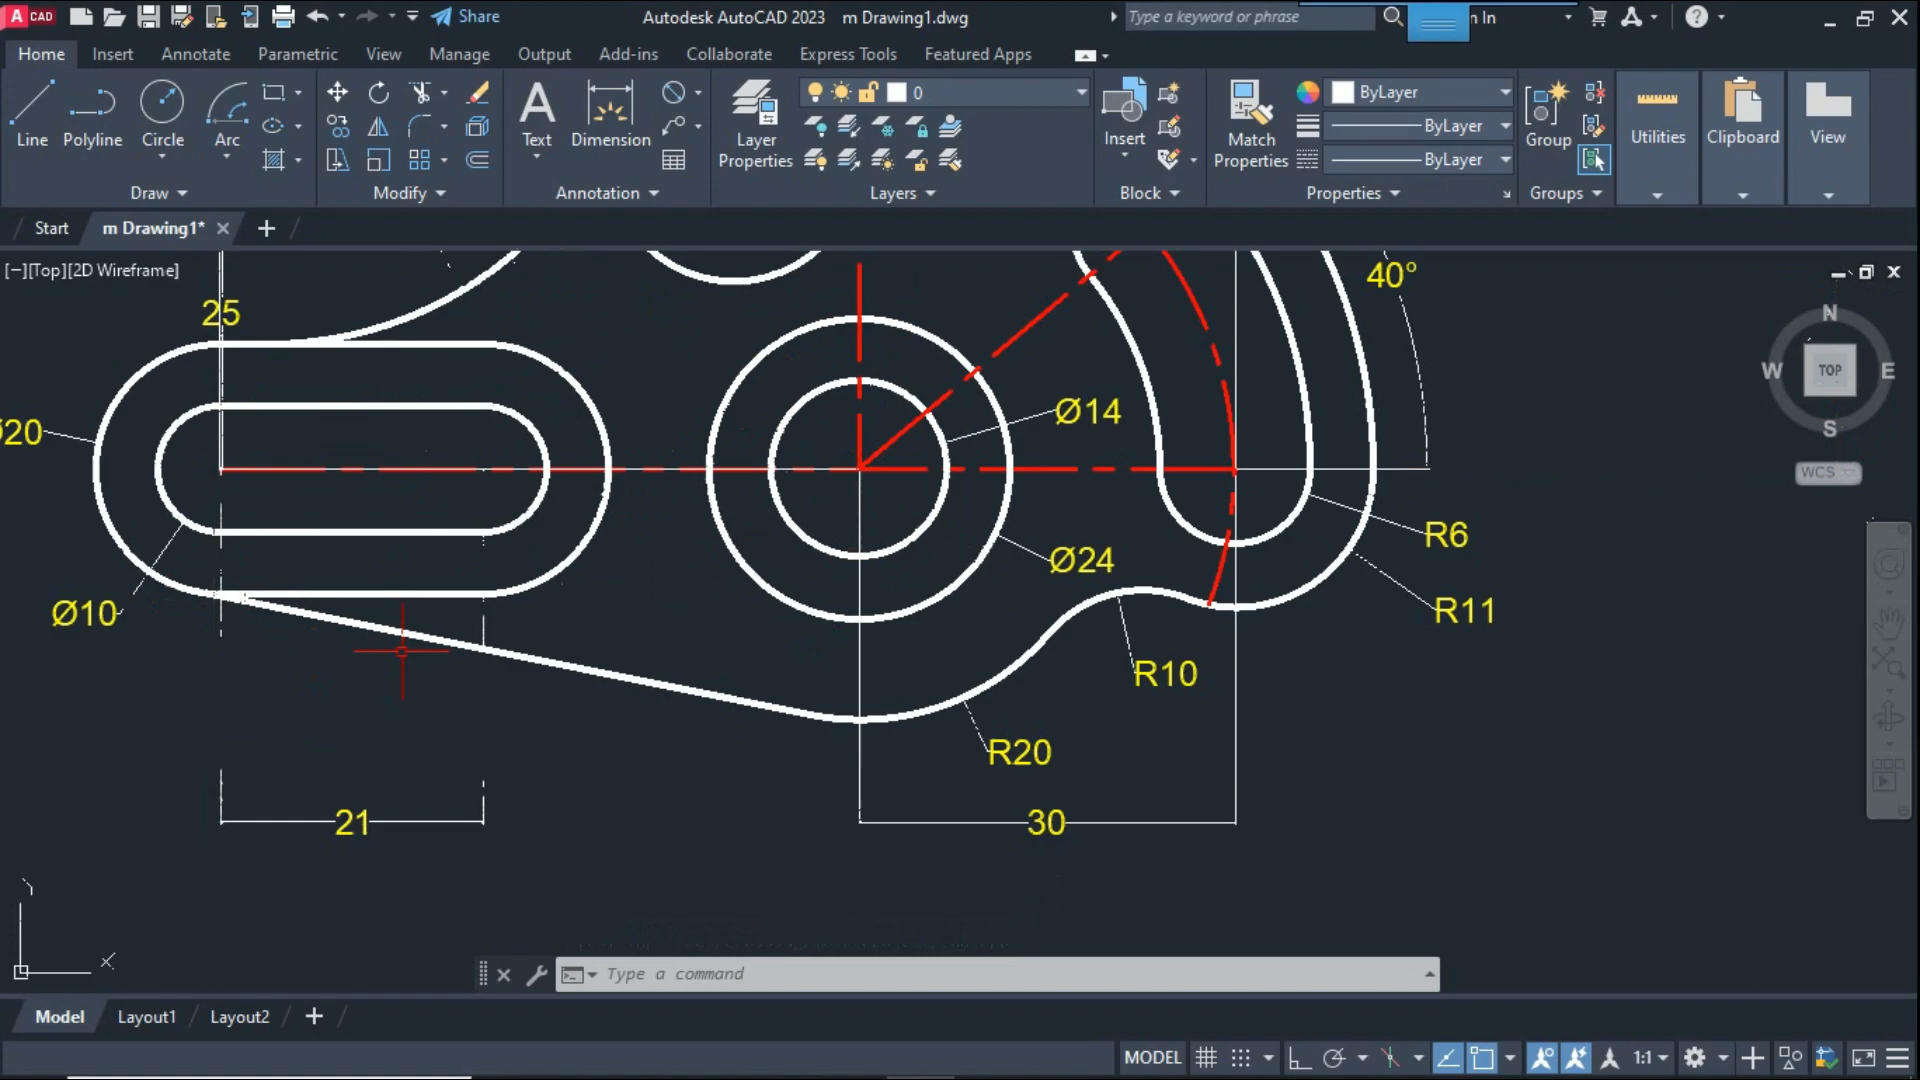 A CAD Share Autodesk AutoCAD 2023 m Drawing1.dwg Type a keyword or phrase n In
Home Insert Annotate Parametric View Manage Output Add-ins Collaborate Express Tools Featured Apps
0 ByLayer
ByLayer
ByLayer
Line Polyline Circle Arc Text Dimension Layer Properties Insert Match Properties Group Utilities Clipboard View
Draw Modify Annotation Layers Block Properties Groups
Start m Drawing1*
[−][Top][2D Wireframe]
40°
25
N
W TOP E
S
WCS
Ø14
Ø20
R6
Ø24
Ø10
R11
R10
R20
21
30
Type a command
Model Layout1 Layout2
MODEL 1:1